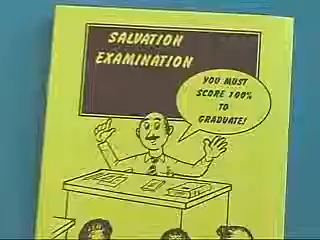 SALVATION
EXAMINATION
YOU MUST
SCORE 100%
TO
GRADUATE!